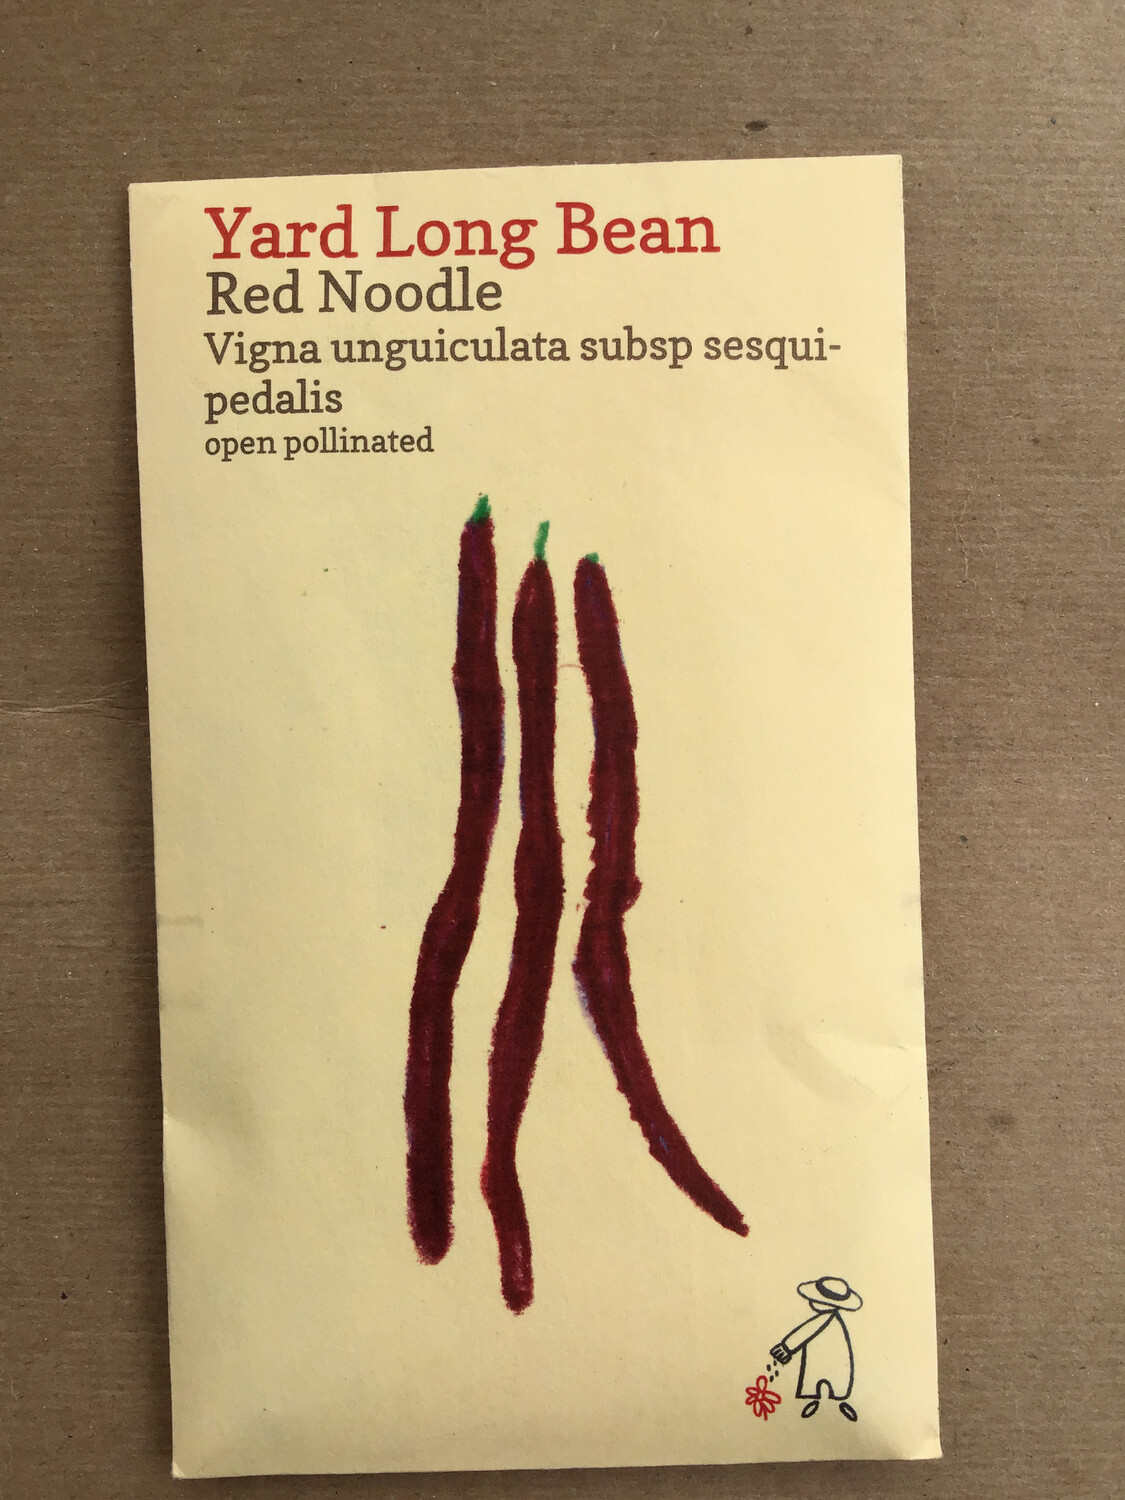 Yard Long Bean
Red Noodle
Vigna unguiculata subsp sesqui-
pedalis
open pollinated